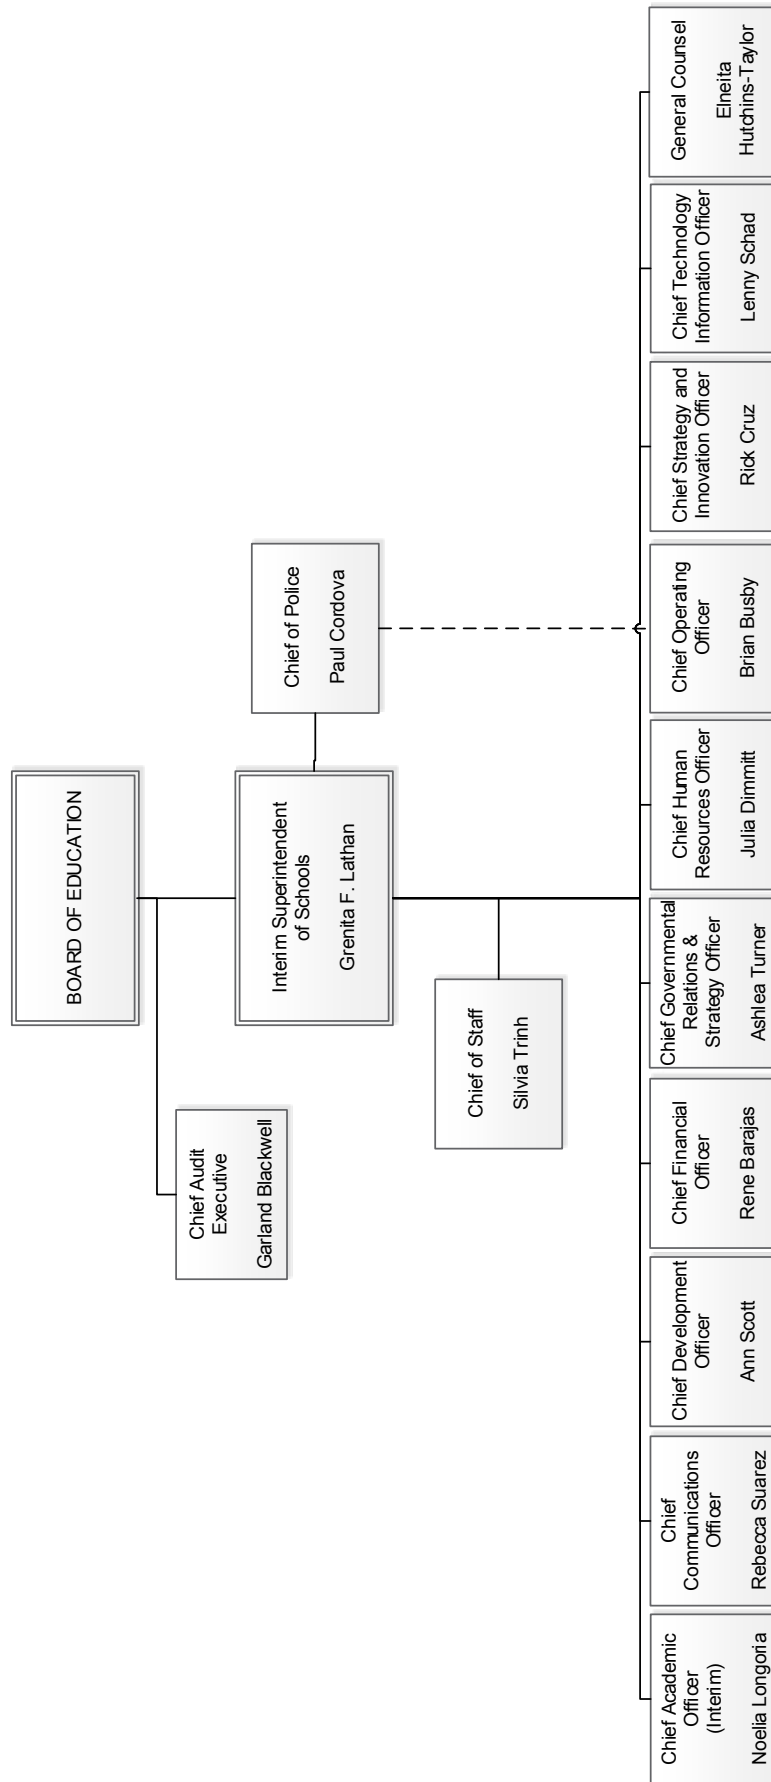 BOARD OF EDUCATION
Chief Audit
Executive
Garland Blackwell
Interim Superintendent
of Schools
Grenita F. Lathan
Chief of Police
Paul Cordova
Chief of Staff
Silvia Trinh
Chief Academic
Officer
(Interim)
Noelia Longoria
Chief
Communications
Officer
Rebecca Suarez
Chief Development
Officer
Ann Scott
Chief Financial
Officer
Rene Barajas
Chief Governmental
Relations &
Strategy Officer
Ashlea Turner
Chief Human
Resources Officer
Julia Dimmitt
Chief Operating
Officer
Brian Busby
Chief Strategy and
Innovation Officer
Rick Cruz
Chief Technology
Information Officer
Lenny Schad
General Counsel
Elneita
Hutchins-Taylor